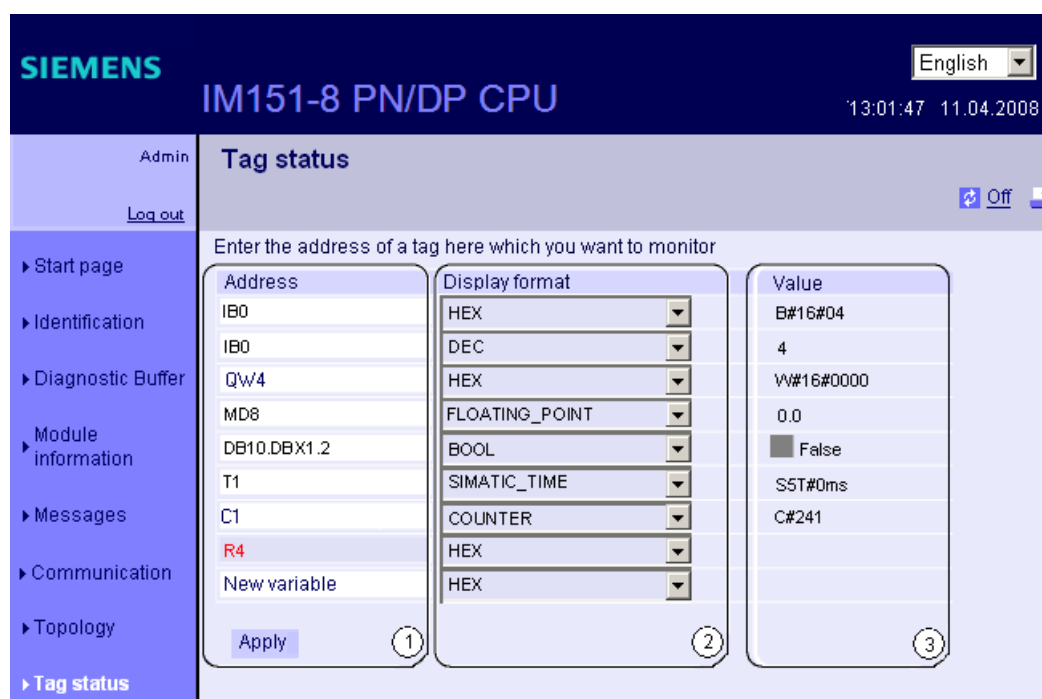 SIEMENS
English
IM151-8 PN/DP CPU
13:01:47 11.04.2008
Admin
Tag status
Log out
Off
Enter the address of a tag here which you want to monitor
Start page
Identification
Diagnostic Buffer
Module
information
Messages
Communication
Topology
Tag status
Address Display format Value
IB0 HEX B#16#04
IB0 DEC 4
QW4 HEX W#16#0000
MD8 FLOATING_POINT 0.0
DB10.DBX1.2 BOOL False
T1 SIMATIC_TIME S5T#0ms
C1 COUNTER C#241
R4 HEX
New variable HEX
Apply 1 2 3